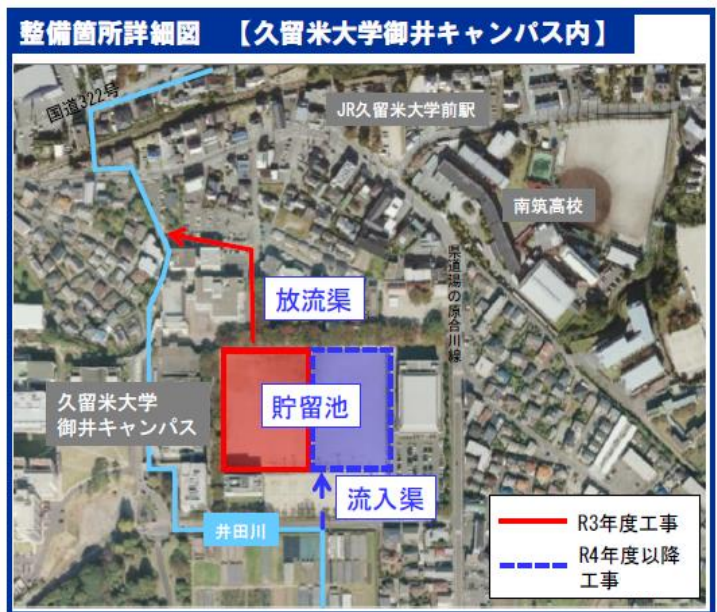 整備箇所詳細図 【久留米大学御井キャンパス内】
国道322号
JR久留米大学前駅
南筑高校
県道湯の原合川線
放流渠
貯留池
久留米大学
御井キャンパス
流入渠
井田川
R3年度工事
R4年度以降
工事